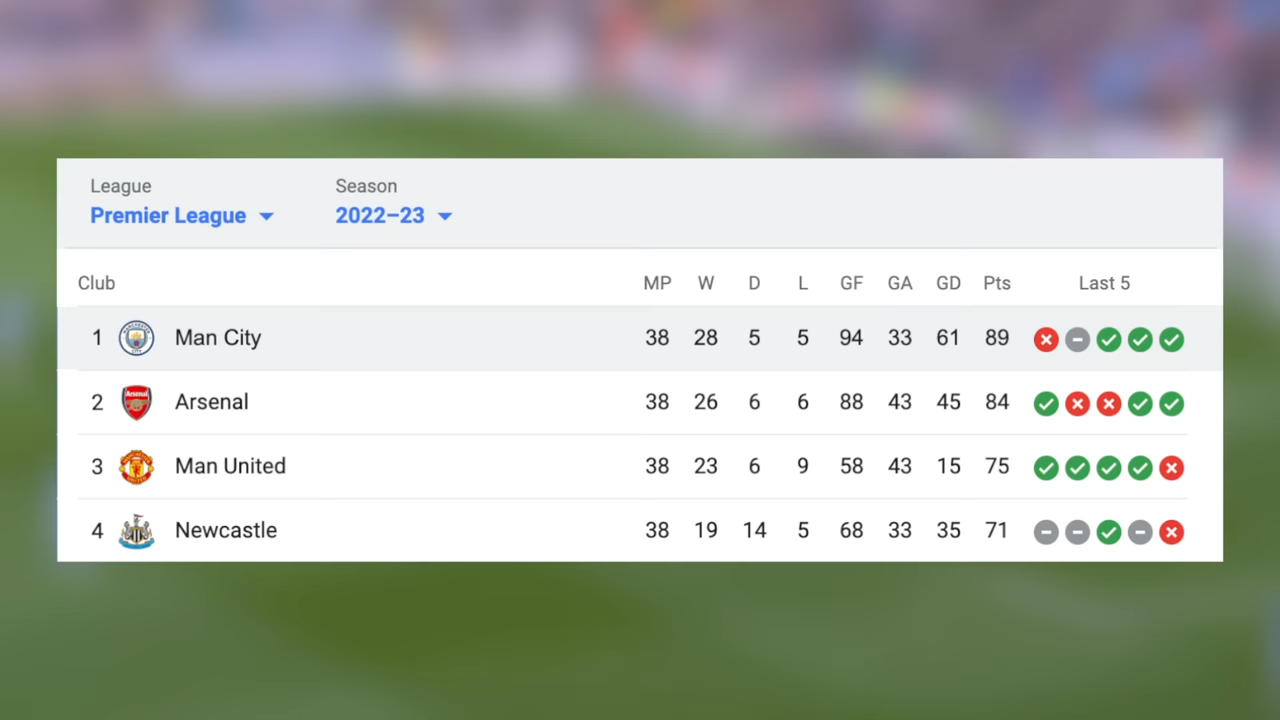 League Season
Premier League 2022–23
Club MP W D L GF GA GD Pts Last 5
1 Man City 38 28 5 5 94 33 61 89
2 Arsenal 38 26 6 6 88 43 45 84
3 Man United 38 23 6 9 58 43 15 75
4 Newcastle 38 19 14 5 68 33 35 71